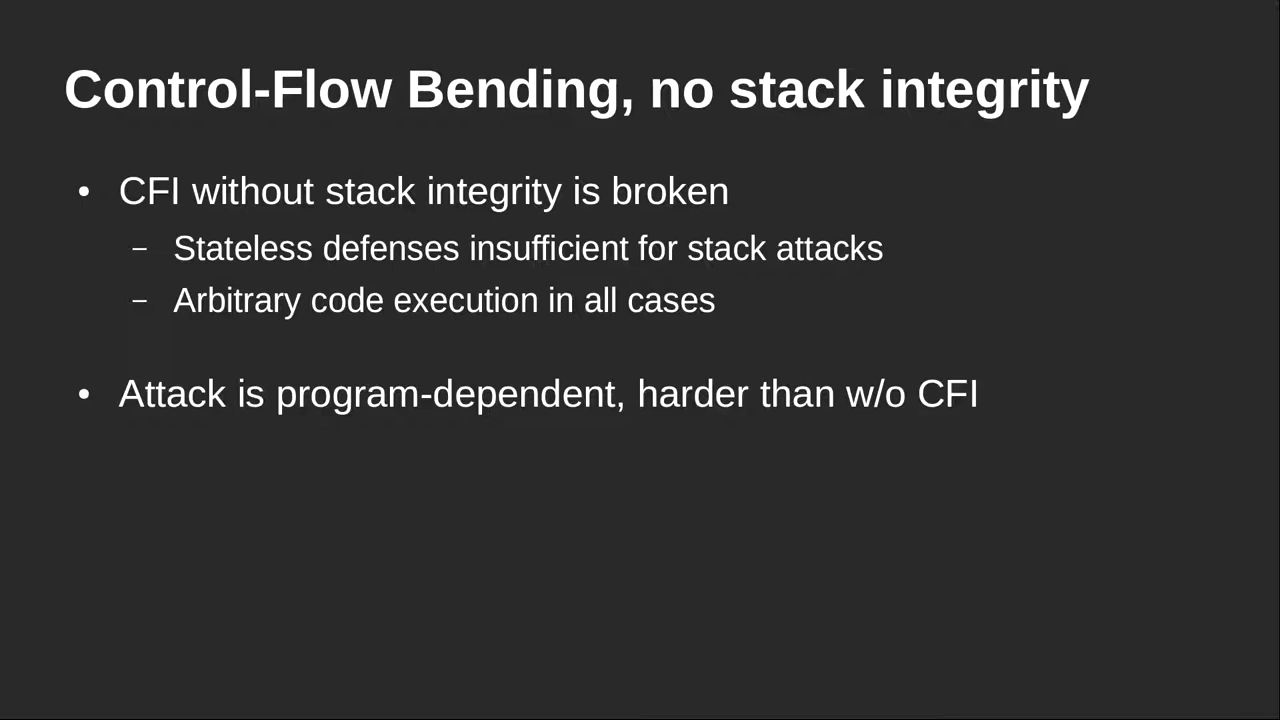 Control-Flow Bending, no stack integrity
• CFI without stack integrity is broken
– Stateless defenses insufficient for stack attacks
– Arbitrary code execution in all cases
• Attack is program-dependent, harder than w/o CFI